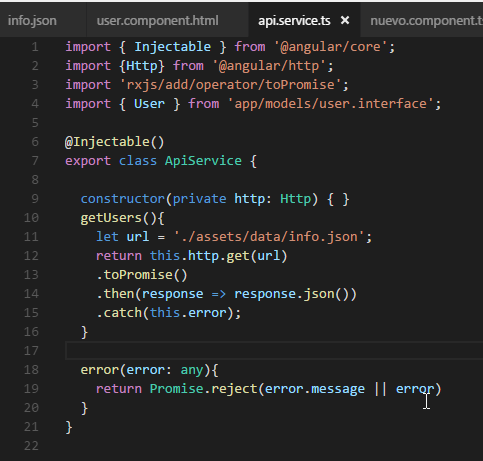 info.json user.component.html api.service.ts × nuevo.component.ts
1 import { Injectable } from '@angular/core';
2 import {Http} from '@angular/http';
3 import 'rxjs/add/operator/toPromise';
4 import { User } from 'app/models/user.interface';
5
6 @Injectable()
7 export class ApiService {
8
9 constructor(private http: Http) { }
10 getUsers(){
11 let url = './assets/data/info.json';
12 return this.http.get(url)
13 .toPromise()
14 .then(response => response.json())
15 .catch(this.error);
16 }
17
18 error(error: any){
19 return Promise.reject(error.message || error)
20 }
21 }
22